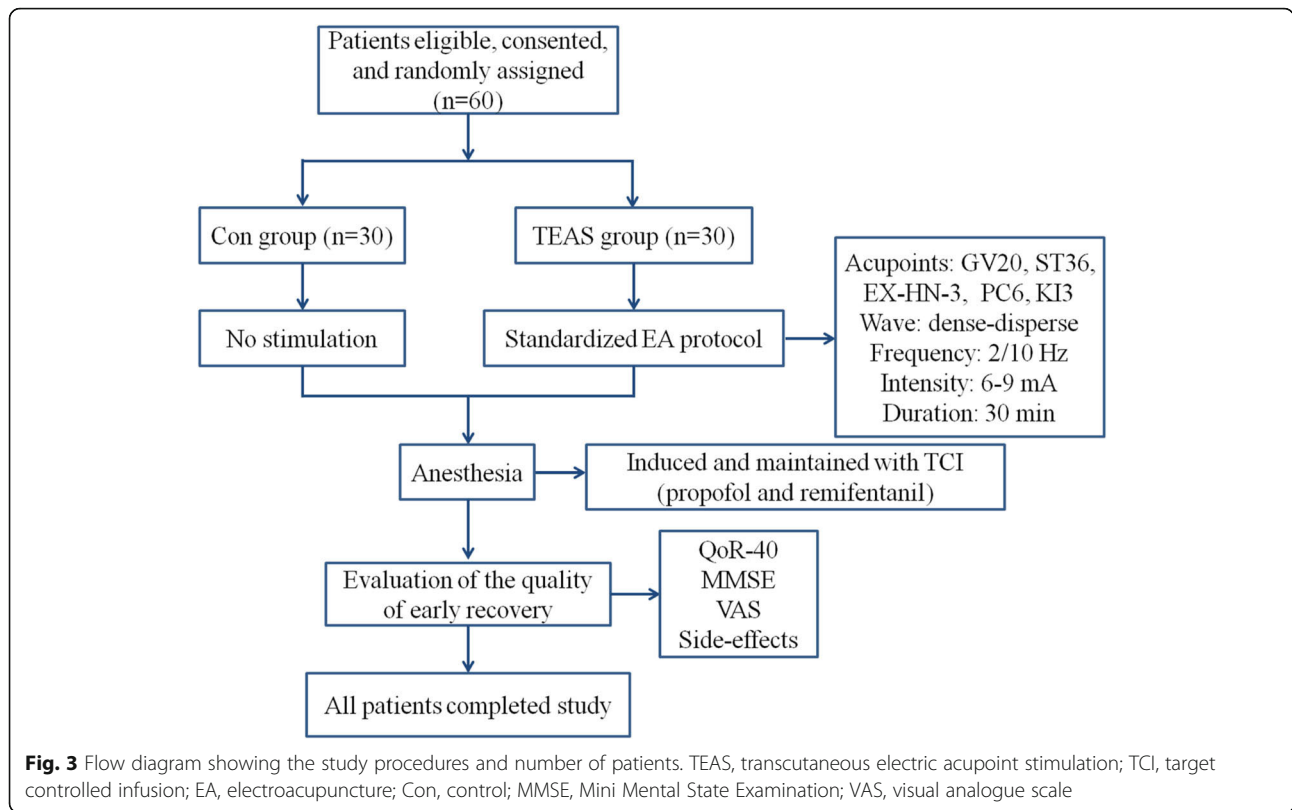 Patients eligible, consented,
and randomly assigned
(n=60)
Con group (n=30)
TEAS group (n=30)
No stimulation
Standardized EA protocol
Acupoints: GV20, ST36,
EX-HN-3, PC6, KI3
Wave: dense-disperse
Frequency: 2/10 Hz
Intensity: 6-9 mA
Duration: 30 min
Anesthesia
Induced and maintained with TCI
(propofol and remifentanil)
Evaluation of the quality
of early recovery
QoR-40
MMSE
VAS
Side-effects
All patients completed study
Fig. 3 Flow diagram showing the study procedures and number of patients. TEAS, transcutaneous electric acupoint stimulation; TCI, target
controlled infusion; EA, electroacupuncture; Con, control; MMSE, Mini Mental State Examination; VAS, visual analogue scale